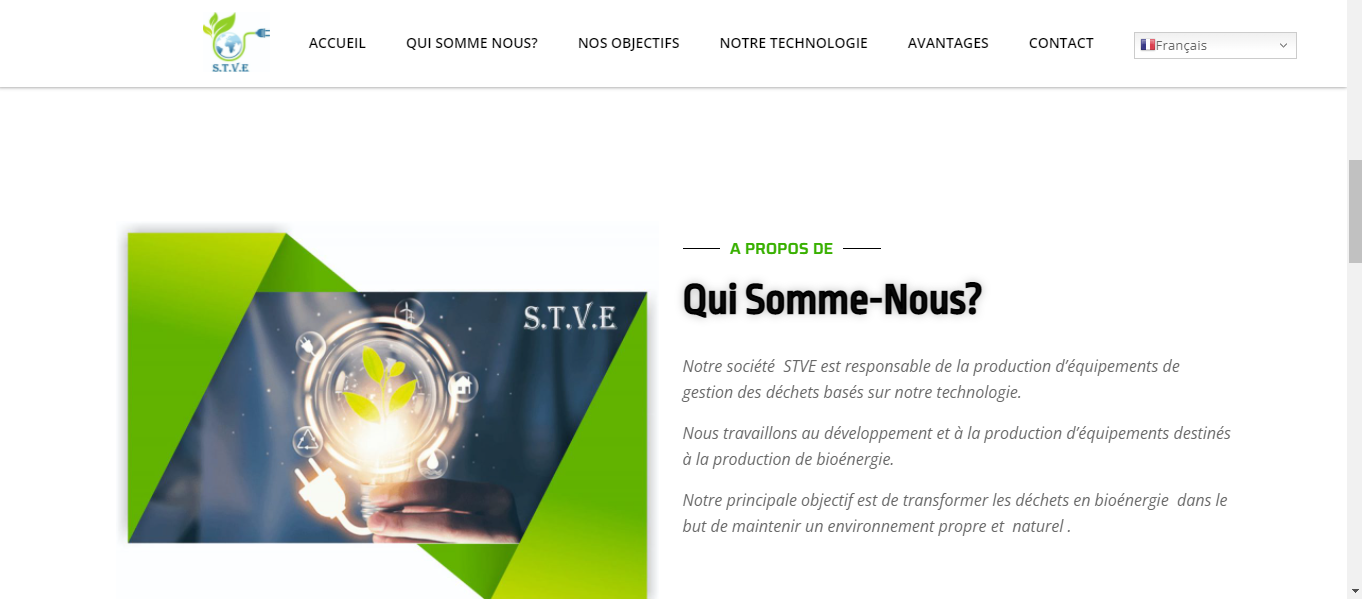 S.T.V.E
ACCUEIL
QUI SOMME NOUS?
NOS OBJECTIFS
NOTRE TECHNOLOGIE
AVANTAGES
CONTACT
Français
S.T.V.E
A PROPOS DE
Qui Somme-Nous?
Notre société  STVE est responsable de la production d’équipements de
gestion des déchets basés sur notre technologie.
Nous travaillons au développement et à la production d’équipements destinés
à la production de bioénergie.
Notre principale objectif est de transformer les déchets en bioénergie  dans le
but de maintenir un environnement propre et  naturel .